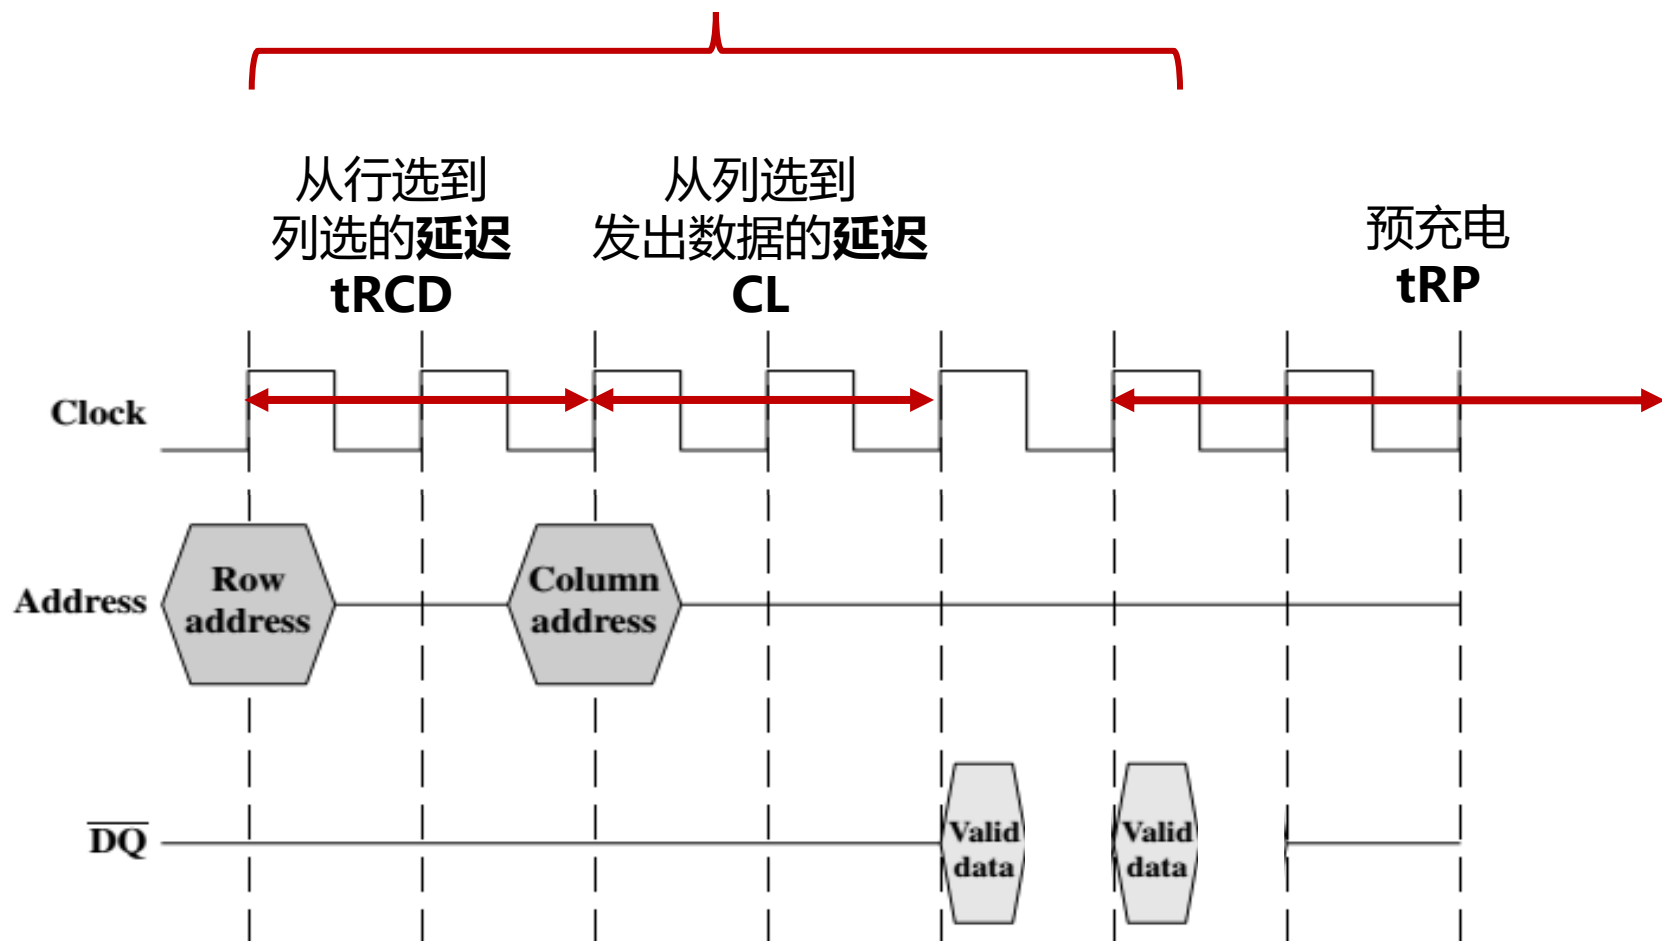 从行选到
列选的延迟
tRCD
从列选到
发出数据的延迟
CL
预充电
tRP
Clock
Address
Row
address
Column
address
DQ
Valid
data
Valid
data